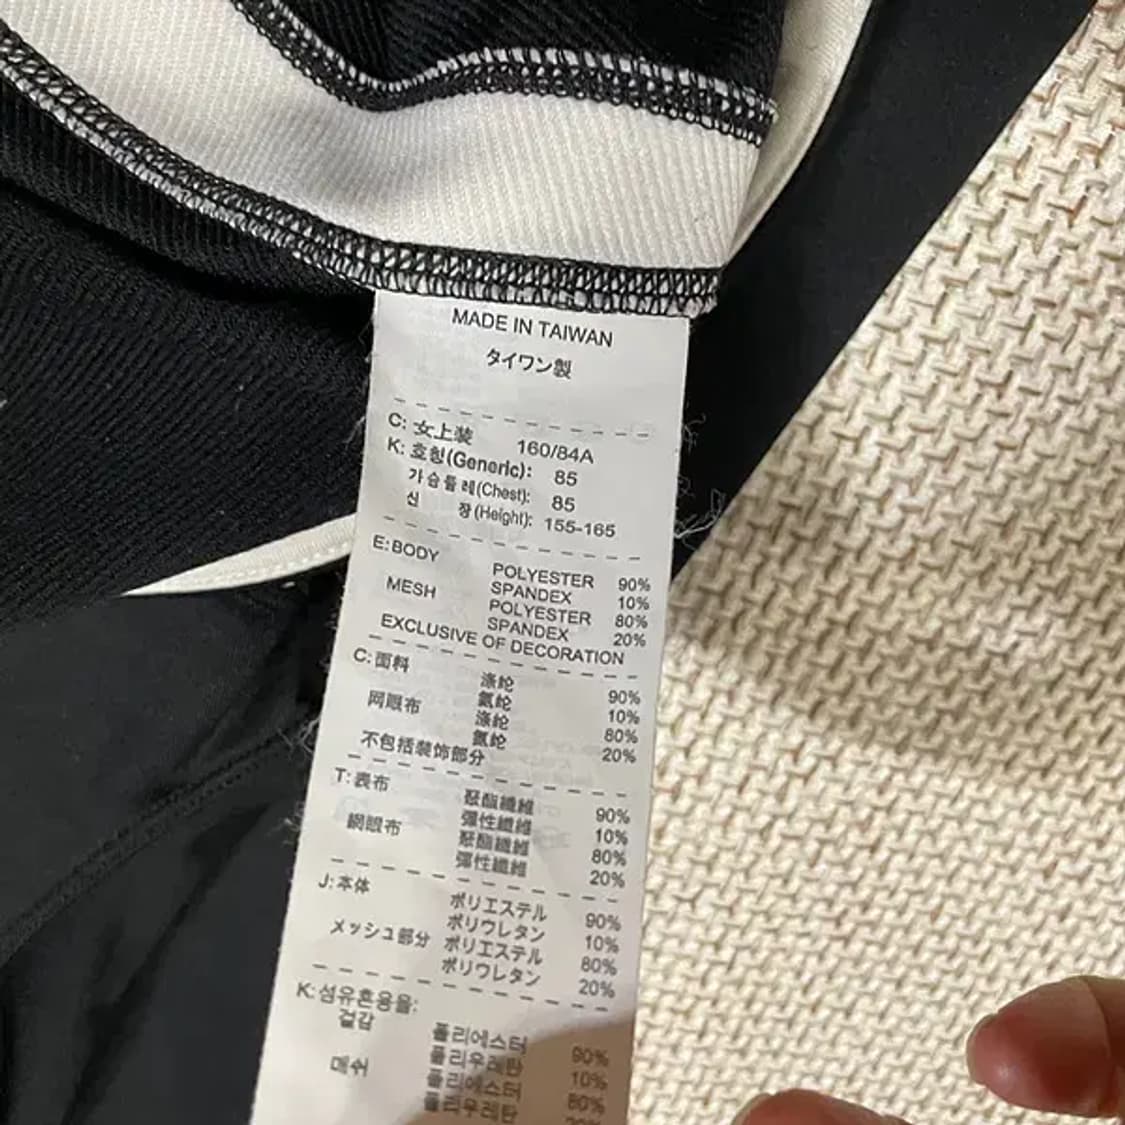 MADE IN TAIWAN
タイワン製
C: 女上装 160/84A
K: 호칭(Generic): 85
가슴둘레(Chest): 85
신 장(Height): 155-165
E: BODY POLYESTER 90%
SPANDEX 10%
MESH POLYESTER 80%
SPANDEX 20%
EXCLUSIVE OF DECORATION
C: 面料 涤纶 90%
氨纶 10%
网眼布 涤纶 80%
氨纶 20%
不包括装饰部分
T: 表布 聚酯纖維 90%
彈性纖維 10%
網眼布 聚酯纖維 80%
彈性纖維 20%
J: 本体 ポリエステル 90%
ポリウレタン 10%
メッシュ部分 ポリエステル 80%
ポリウレタン 20%
K: 섬유혼용율:
겉감 폴리에스터 90%
폴리우레탄 10%
매쉬 폴리에스터 80%
폴리우레탄